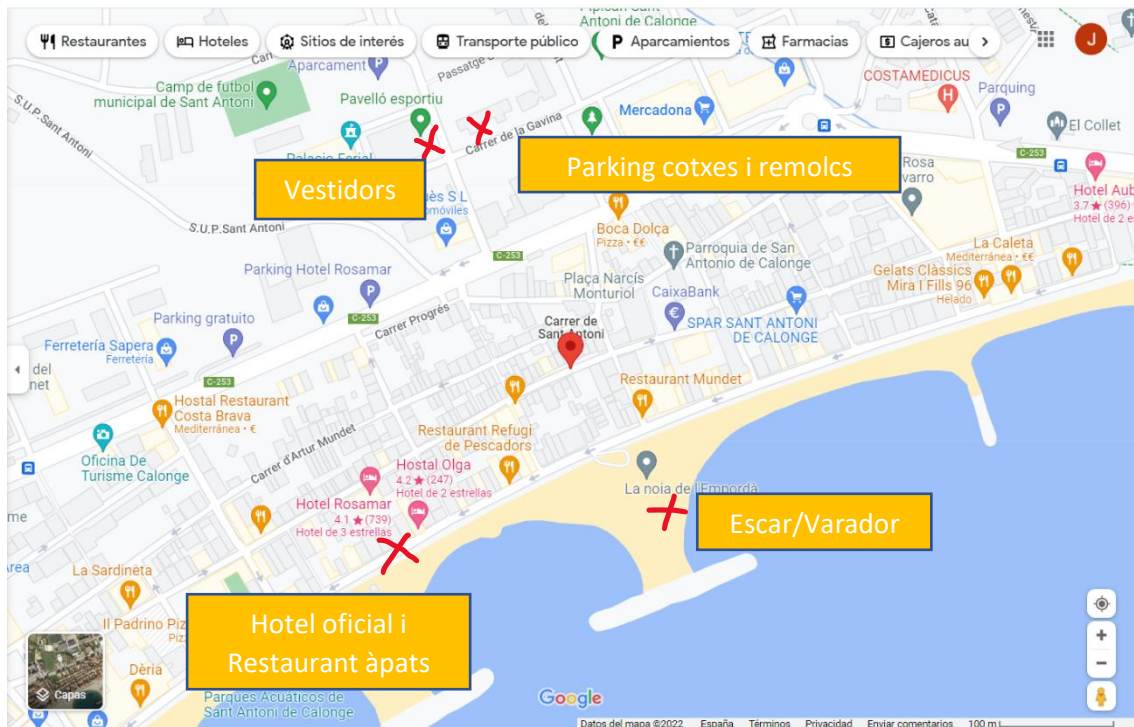 Restaurantes
Hoteles
Sitios de interés
Transporte público
Aparcamientos
Farmacias
Cajeros au
J
Antoni de Calonge
Aparcament
Passatge
Camp de futbol
municipal de Sant Antoni
Pavelló esportiu
Carrer de la Gavina
Mercadona
COSTAMEDICUS
Parquing
El Collet
S.U.P. Sant Antoni
Palacio Ferial
Vestidors
Parking cotxes i remolcs
Rosa
C-253
Hotel Aub
3.7 ★ (396)
Hotel de 2 es
S L
S.U.P. Sant Antoni
Boca Dolça
Pizza • €€
C-253
Parroquia de San
Antonio de Calonge
La Caleta
Mediterránea • €€
Parking Hotel Rosamar
Plaça Narcís
Monturiol
CaixaBank
Gelats Clàssics
Mira I Fills 96
Helado
Parking gratuito
C-253
Carrer Progrés
Carrer de
Sant Antoni
SPAR SANT ANTONI
DE CALONGE
Ferretería Sapera
Ferretería
del
net
C-253
Restaurant Mundet
Hostal Restaurant
Costa Brava
Mediterránea • €
Oficina De
Turisme Calonge
Carrer d'Artur Mundet
Restaurant Refugi
de Pescadors
Hostal Olga
4.2 ★ (247)
Hotel de 2 estrellas
La noia de l'Empordà
Hotel Rosamar
4.1 ★ (739)
Hotel de 3 estrellas
Escar/Varador
La Sardineta
Il Padrino Piz
Hotel oficial i
Restaurant àpats
Dèria
Capas
Parques Acuáticos de
Sant Antoni de Calonge
Google
Datos del mapa ©2022 España Términos Privacidad Enviar comentarios 100 m